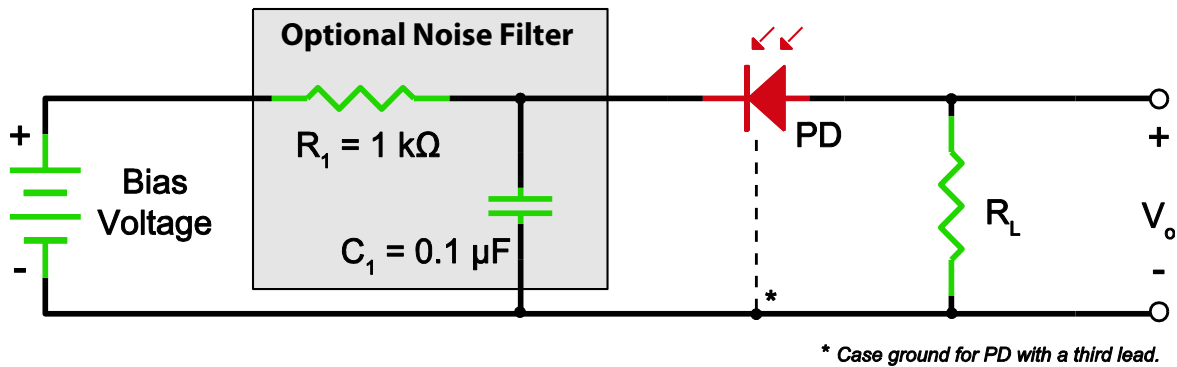 Optional Noise Filter
+
R₁ = 1 kΩ
PD
+
Bias
Voltage
R_L
Vₒ
C₁ = 0.1 µF
-
*
-
* Case ground for PD with a third lead.